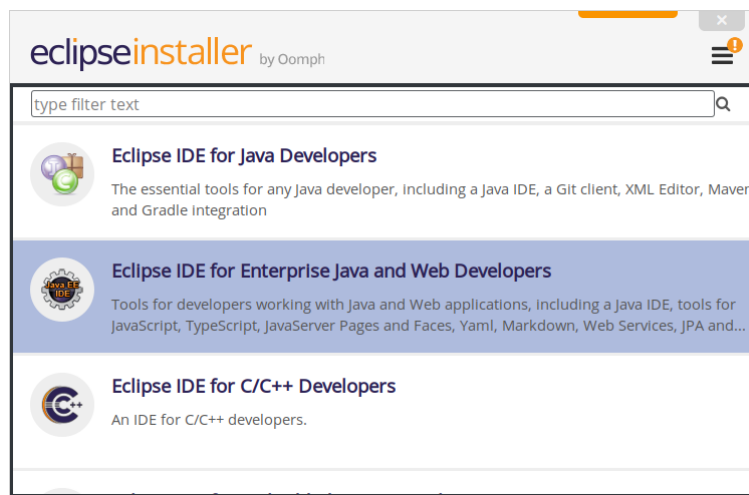 eclipseinstaller by Oomph
type filter text
Eclipse IDE for Java Developers
The essential tools for any Java developer, including a Java IDE, a Git client, XML Editor, Maven
and Gradle integration
Java EE
IDE
Eclipse IDE for Enterprise Java and Web Developers
Tools for developers working with Java and Web applications, including a Java IDE, tools for
JavaScript, TypeScript, JavaServer Pages and Faces, Yaml, Markdown, Web Services, JPA and...
C++
Eclipse IDE for C/C++ Developers
An IDE for C/C++ developers.